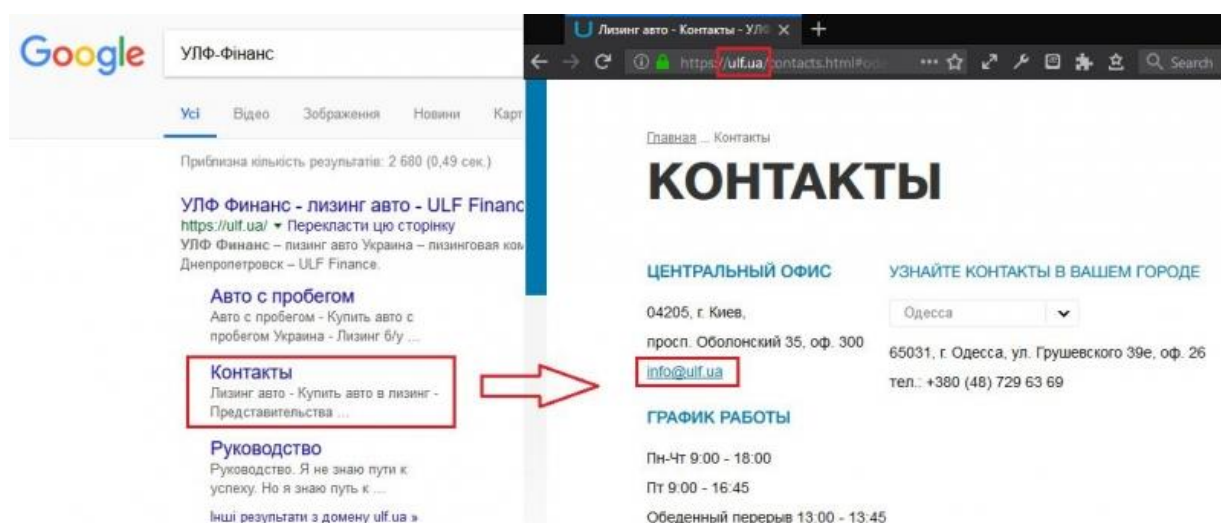 Google
УЛФ-Фінанс
Усі Відео Зображення Новини Карт
Приблизна кількість результатів: 2 680 (0,49 сек.)
УЛФ Финанс - лизинг авто - ULF Financ
https://ulf.ua/ ▾ Перекласти цю сторінку
УЛФ Финанс – лизинг авто Украина – лизинговая ком
Днепропетровск – ULF Finance.
Авто с пробегом
Авто с пробегом - Купить авто с
пробегом Украина - Лизинг б/у ...
Контакты
Лизинг авто - Купить авто в лизинг -
Представительства ...
Руководство
Руководство. Я не знаю пути к
успеху. Но я знаю путь к ...
Інші результати з домену ulf.ua »
Лизинг авто - Контакты - УЛФ
https://ulf.ua/contacts.html
Search
Главная ... Контакты
КОНТАКТЫ
ЦЕНТРАЛЬНЫЙ ОФИС
04205, г. Киев,
просп. Оболонский 35, оф. 300
info@ulf.ua
ГРАФИК РАБОТЫ
Пн-Чт 9:00 - 18:00
Пт 9:00 - 16:45
Обеденный перерыв 13:00 - 13:45
УЗНАЙТЕ КОНТАКТЫ В ВАШЕМ ГОРОДЕ
Одесса
65031, г. Одесса, ул. Грушевского 39е, оф. 26
тел.: +380 (48) 729 63 69